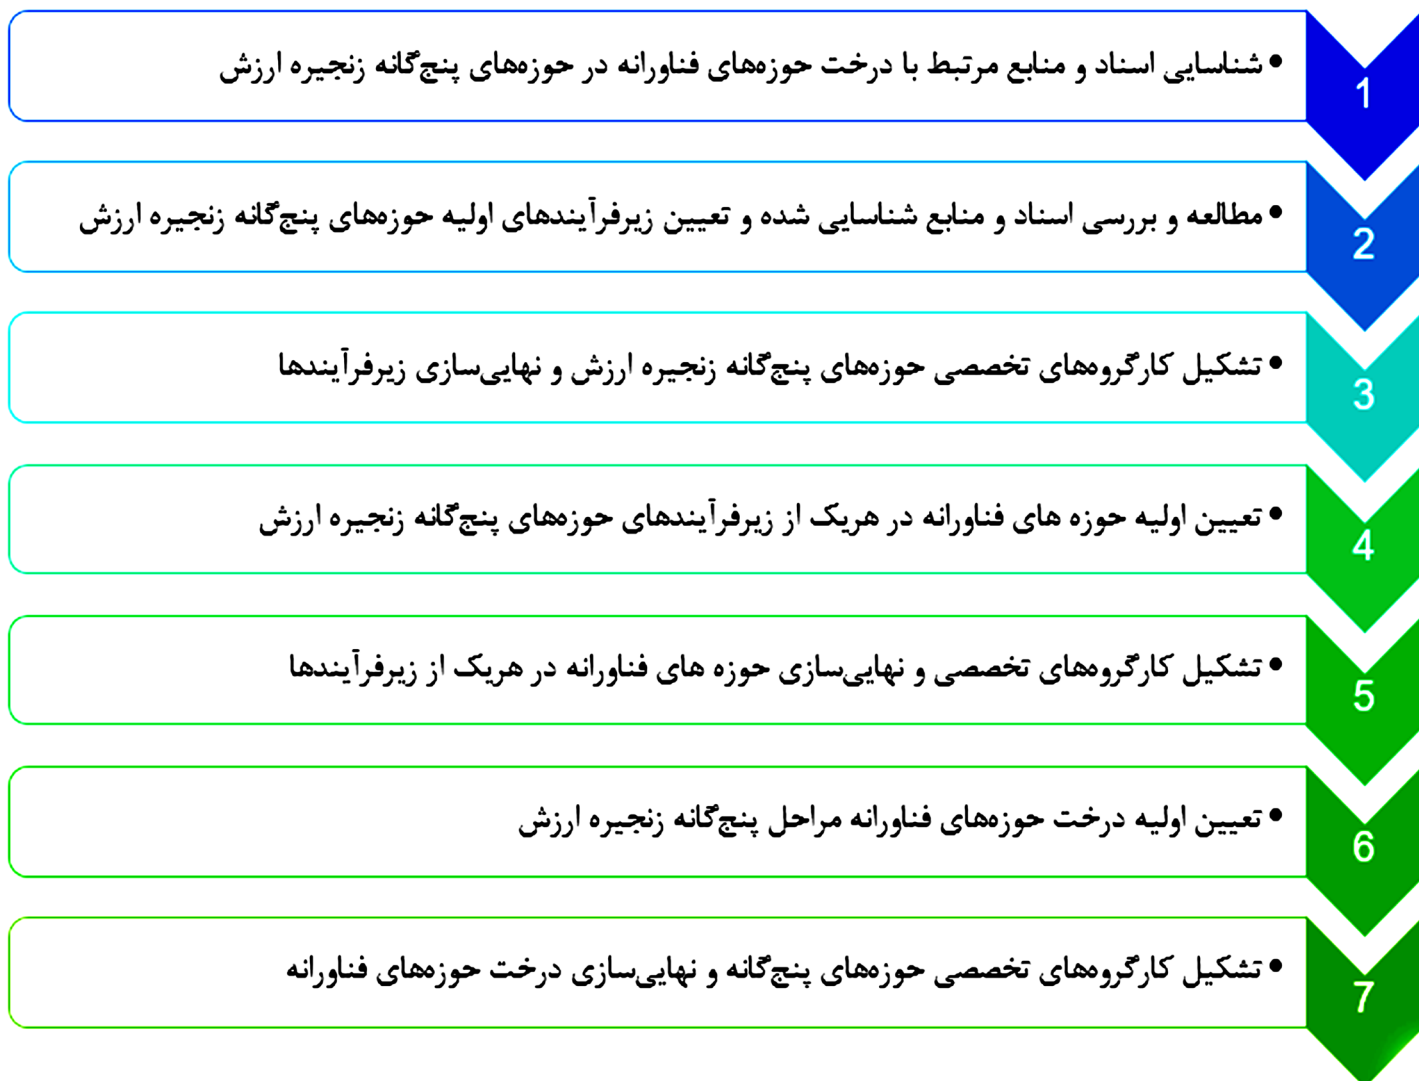 • شناسایی اسناد و منابع مرتبط با درخت حوزه‌های فناورانه در حوزه‌های پنج‌گانه زنجیره ارزش
1
• مطالعه و بررسی اسناد و منابع شناسایی شده و تعیین زیرفرآیندهای اولیه حوزه‌های پنج‌گانه زنجیره ارزش
2
• تشکیل کارگروه‌های تخصصی حوزه‌های پنج‌گانه زنجیره ارزش و نهایی‌سازی زیرفرآیندها
3
• تعیین اولیه حوزه های فناورانه در هریک از زیرفرآیندهای حوزه‌های پنج‌گانه زنجیره ارزش
4
• تشکیل کارگروه‌های تخصصی و نهایی‌سازی حوزه های فناورانه در هریک از زیرفرآیندها
5
• تعیین اولیه درخت حوزه‌های فناورانه مراحل پنج‌گانه زنجیره ارزش
6
• تشکیل کارگروه‌های تخصصی حوزه‌های پنج‌گانه و نهایی‌سازی درخت حوزه‌های فناورانه
7